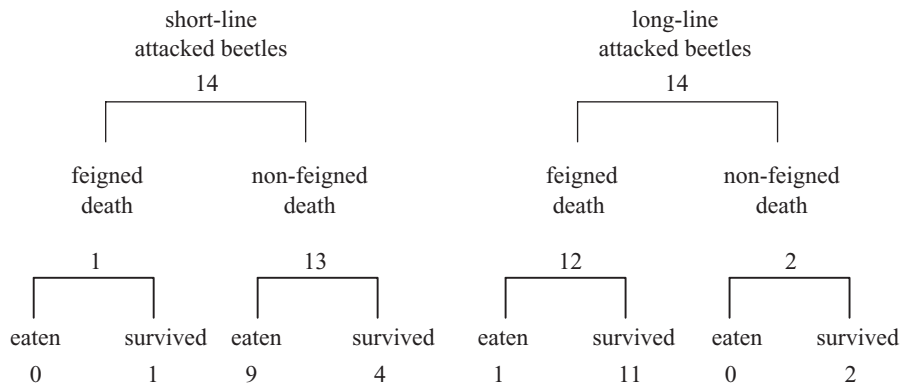 short-line
attacked beetles
14
long-line
attacked beetles
14
feigned
death
non-feigned
death
feigned
death
non-feigned
death
1
13
12
2
eaten
survived
eaten
survived
eaten
survived
eaten
survived
0
1
9
4
1
11
0
2